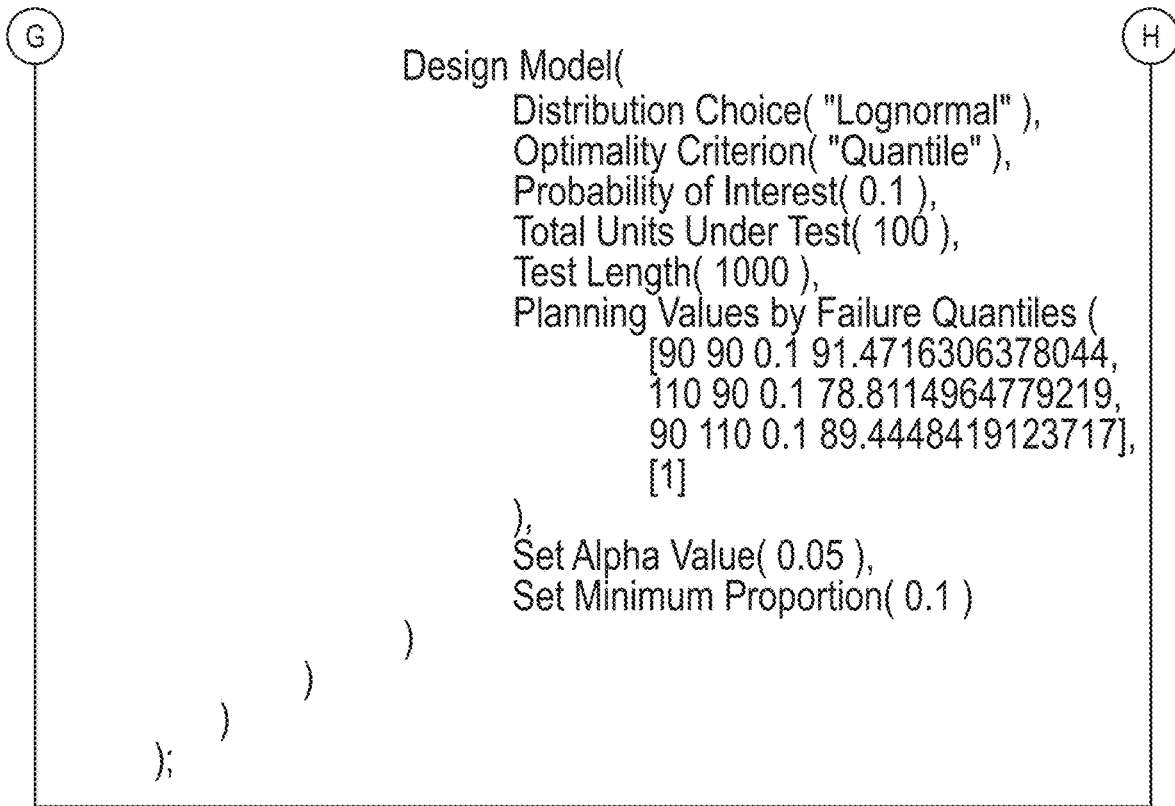 G
H
Design Model(
Distribution Choice( "Lognormal" ),
Optimality Criterion( "Quantile" ),
Probability of Interest( 0.1 ),
Total Units Under Test( 100 ),
Test Length( 1000 ),
Planning Values by Failure Quantiles (
[90 90 0.1 91.4716306378044,
110 90 0.1 78.8114964779219,
90 110 0.1 89.4448419123717],
[1]
),
Set Alpha Value( 0.05 ),
Set Minimum Proportion( 0.1 )
)
)
)
);